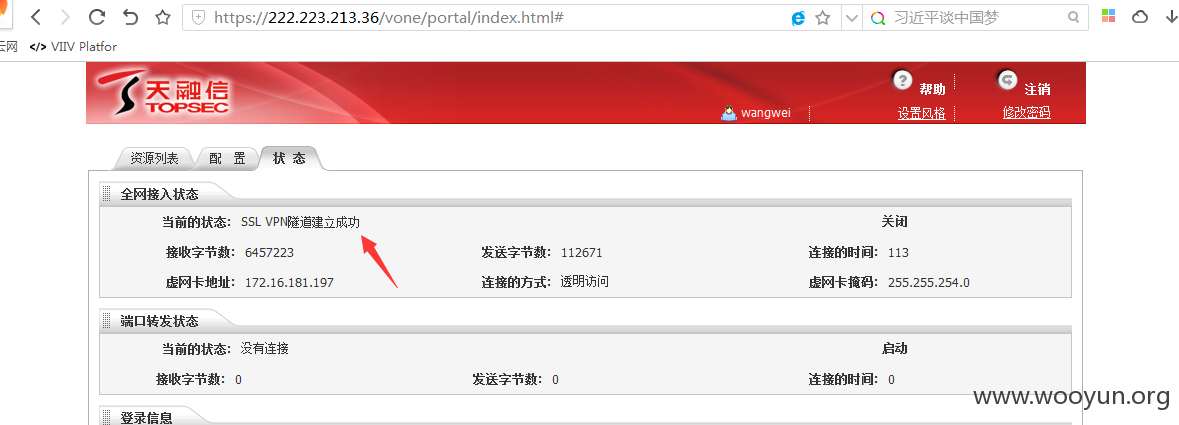 https://222.223.213.36/vone/portal/index.html#
习近平谈中国梦
云网 </> VIIV Platfor
天融信
TOPSEC
帮助
注销
wangwei
设置风格
修改密码
资源列表
配 置
状 态
全网接入状态
当前的状态: SSL VPN隧道建立成功 关闭
接收字节数: 6457223 发送字节数: 112671 连接的时间: 113
虚网卡地址: 172.16.181.197 连接的方式: 透明访问 虚网卡掩码: 255.255.254.0
端口转发状态
当前的状态: 没有连接 启动
接收字节数: 0 发送字节数: 0 连接的时间: 0
www.wooyun.org
登录信息